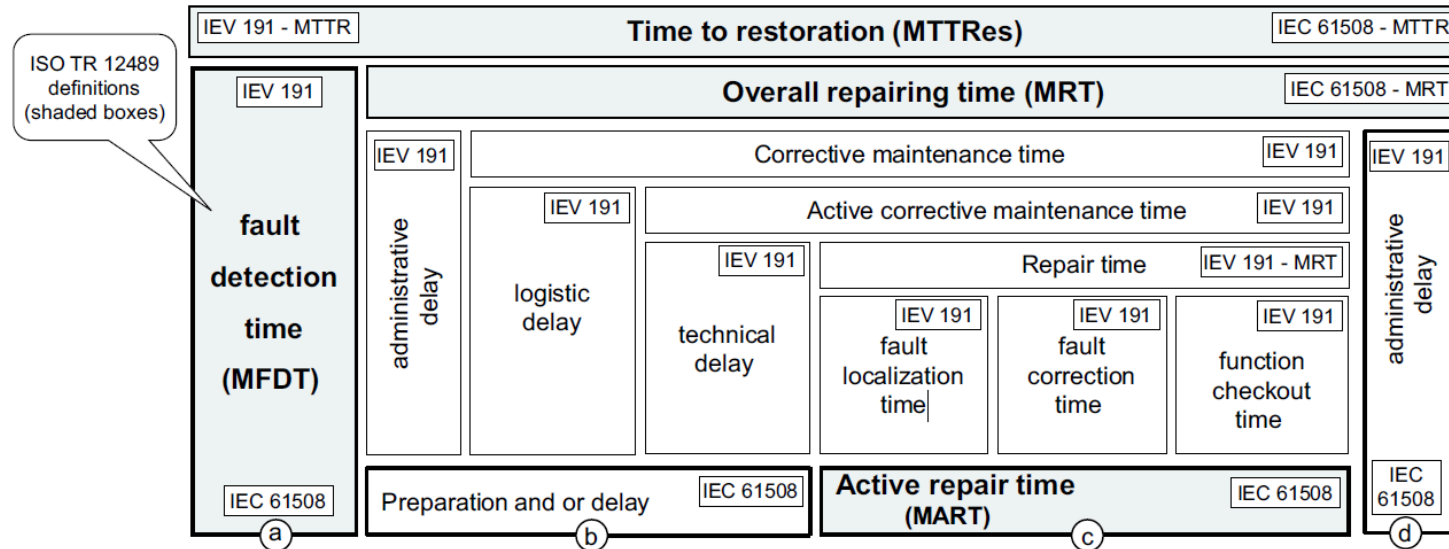 IEV 191 - MTTR
Time to restoration (MTTRes)
IEC 61508 - MTTR
ISO TR 12489
definitions
(shaded boxes)
IEV 191
fault
detection
time
(MFDT)
IEC 61508
a
Overall repairing time (MRT)
IEC 61508 - MRT
IEV 191
administrative
delay
Corrective maintenance time
IEV 191
IEV 191
logistic
delay
Active corrective maintenance time
IEV 191
IEV 191
technical
delay
Repair time
IEV 191 - MRT
IEV 191
fault
localization
time
IEV 191
fault
correction
time
IEV 191
function
checkout
time
Preparation and or delay
IEC 61508
b
Active repair time
(MART)
IEC 61508
c
IEV 191
administrative
delay
IEC
61508
d